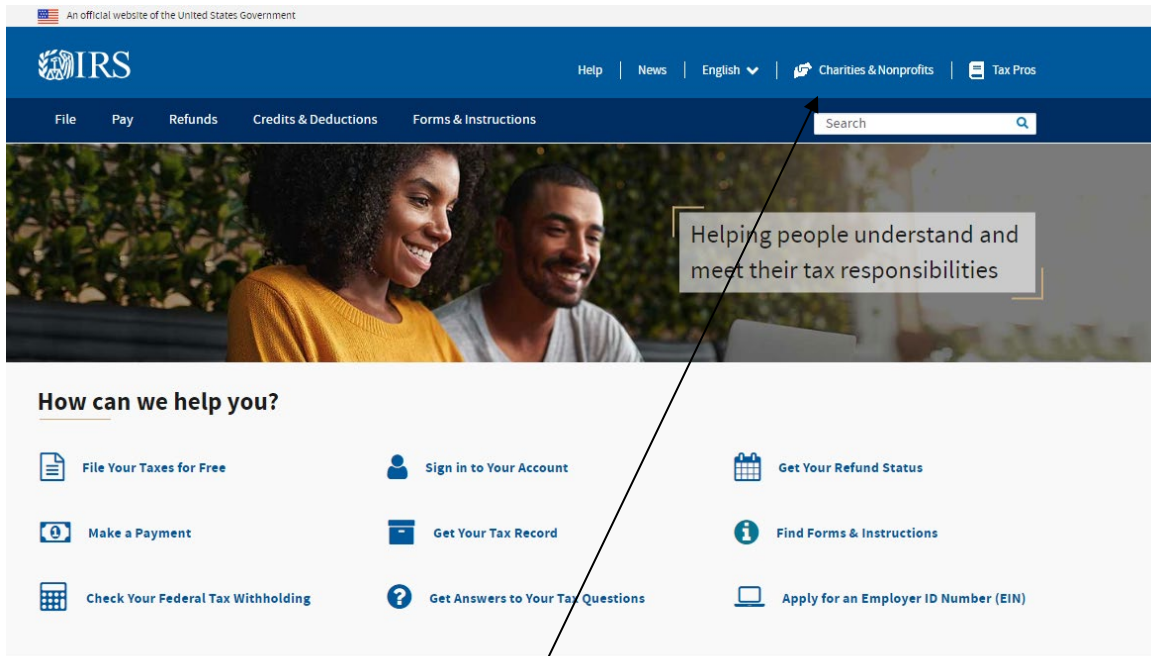 An official website of the United States Government
IRS
Help | News | English | Charities & Nonprofits | Tax Pros
File Pay Refunds Credits & Deductions Forms & Instructions
Search
Helping people understand and
meet their tax responsibilities
How can we help you?
File Your Taxes for Free
Sign in to Your Account
Get Your Refund Status
Make a Payment
Get Your Tax Record
Find Forms & Instructions
Check Your Federal Tax Withholding
Get Answers to Your Tax Questions
Apply for an Employer ID Number (EIN)